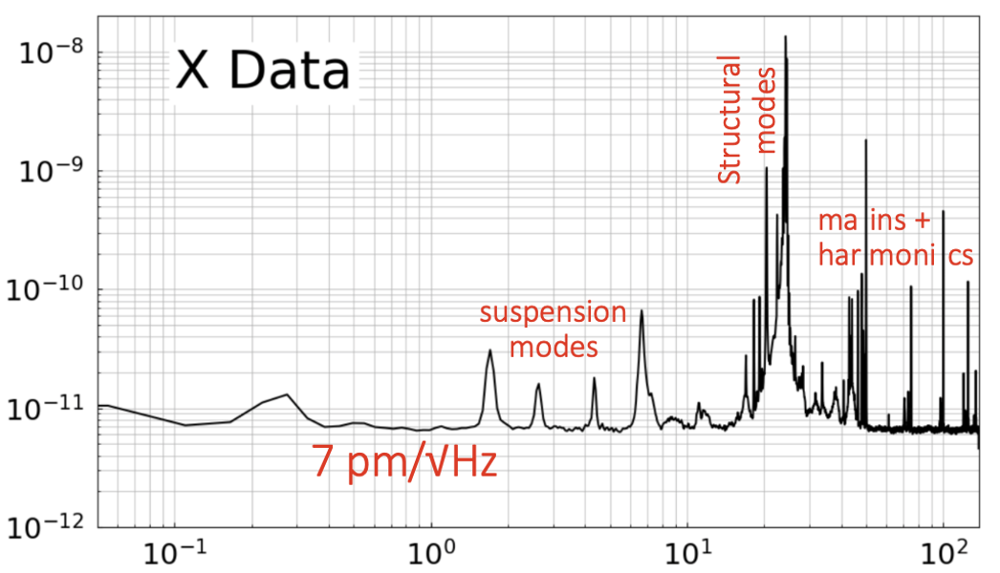 10⁻⁸
X Data
Structural
modes
10⁻⁹
ma ins +
har moni cs
10⁻¹⁰
suspension
modes
10⁻¹¹
7 pm/√Hz
10⁻¹²
10⁻¹ 10⁰ 10¹ 10²